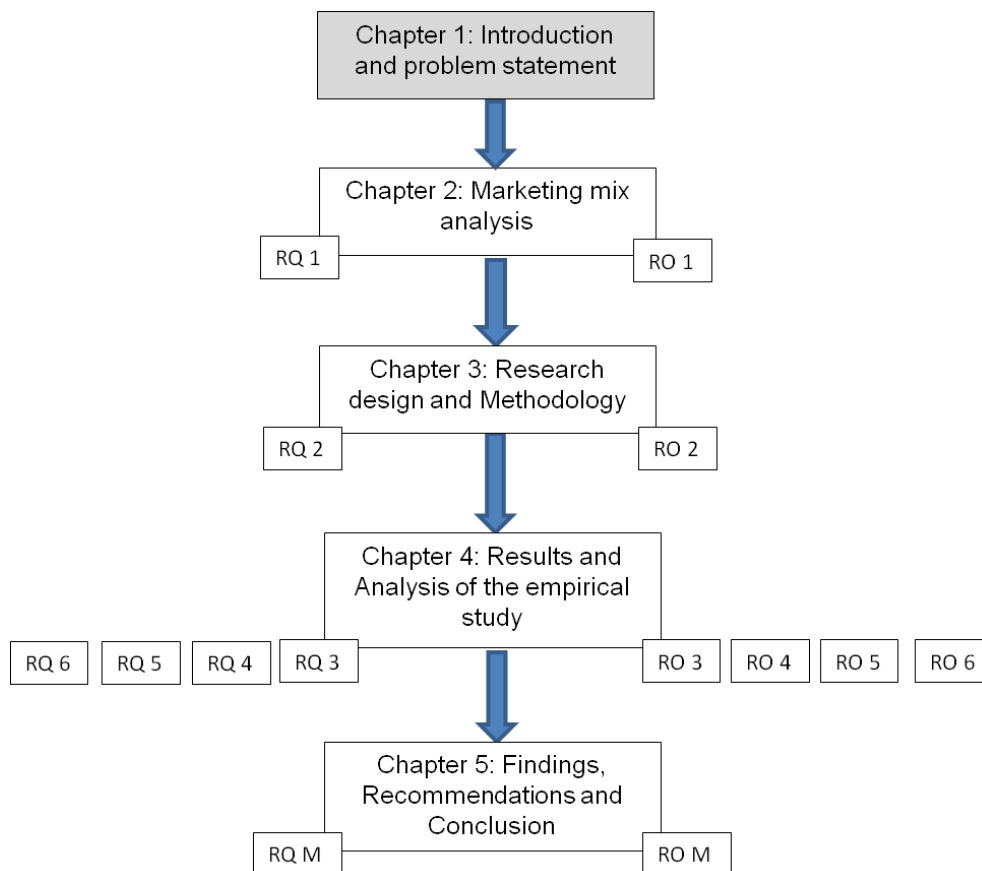 Chapter 1: Introduction
and problem statement
Chapter 2: Marketing mix
analysis
RQ 1
RO 1
Chapter 3: Research
design and Methodology
RQ 2
RO 2
Chapter 4: Results and
Analysis of the empirical
study
RQ 6
RQ 5
RQ 4
RQ 3
RO 3
RO 4
RO 5
RO 6
Chapter 5: Findings,
Recommendations and
Conclusion
RQ M
RO M